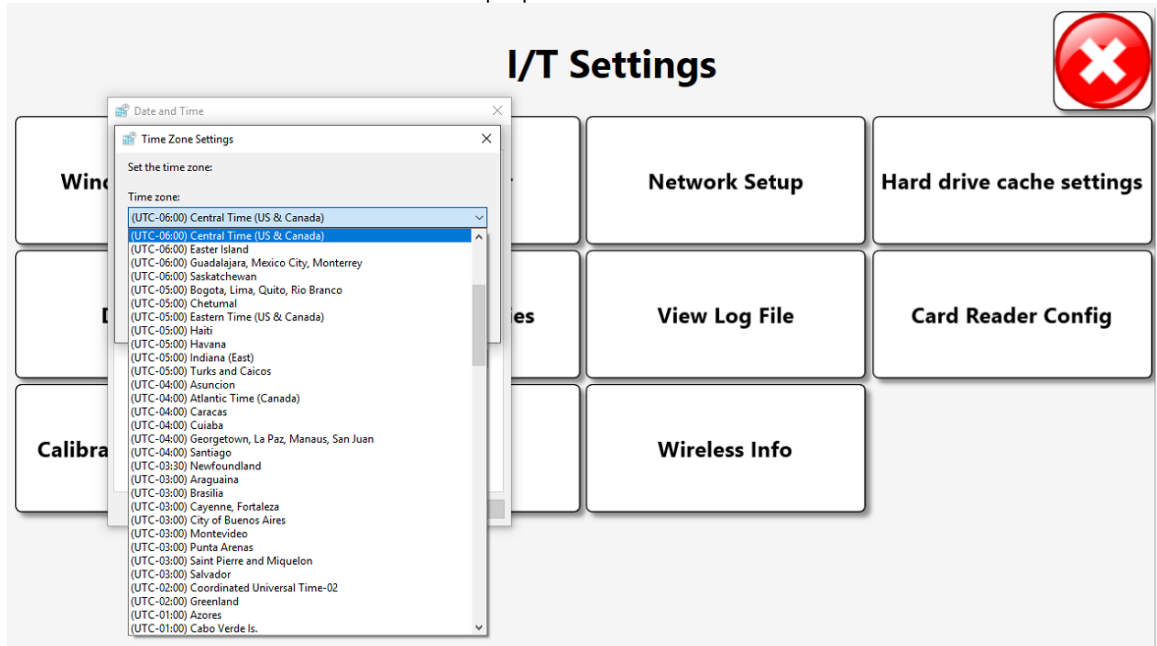 I/T Settings
Date and Time
Time Zone Settings
Set the time zone:
Time zone:
(UTC-06:00) Central Time (US & Canada)
(UTC-06:00) Central Time (US & Canada)
(UTC-06:00) Easter Island
(UTC-06:00) Guadalajara, Mexico City, Monterrey
(UTC-06:00) Saskatchewan
(UTC-05:00) Bogota, Lima, Quito, Rio Branco
(UTC-05:00) Chetumal
(UTC-05:00) Eastern Time (US & Canada)
(UTC-05:00) Haiti
(UTC-05:00) Havana
(UTC-05:00) Indiana (East)
(UTC-05:00) Turks and Caicos
(UTC-04:00) Asuncion
(UTC-04:00) Atlantic Time (Canada)
(UTC-04:00) Caracas
(UTC-04:00) Cuiaba
(UTC-04:00) Georgetown, La Paz, Manaus, San Juan
(UTC-04:00) Santiago
(UTC-03:30) Newfoundland
(UTC-03:00) Araguaina
(UTC-03:00) Brasilia
(UTC-03:00) Cayenne, Fortaleza
(UTC-03:00) City of Buenos Aires
(UTC-03:00) Montevideo
(UTC-03:00) Punta Arenas
(UTC-03:00) Saint Pierre and Miquelon
(UTC-03:00) Salvador
(UTC-02:00) Coordinated Universal Time-02
(UTC-02:00) Greenland
(UTC-01:00) Azores
(UTC-01:00) Cabo Verde Is.
Network Setup
Hard drive cache settings
View Log File
Card Reader Config
Wireless Info